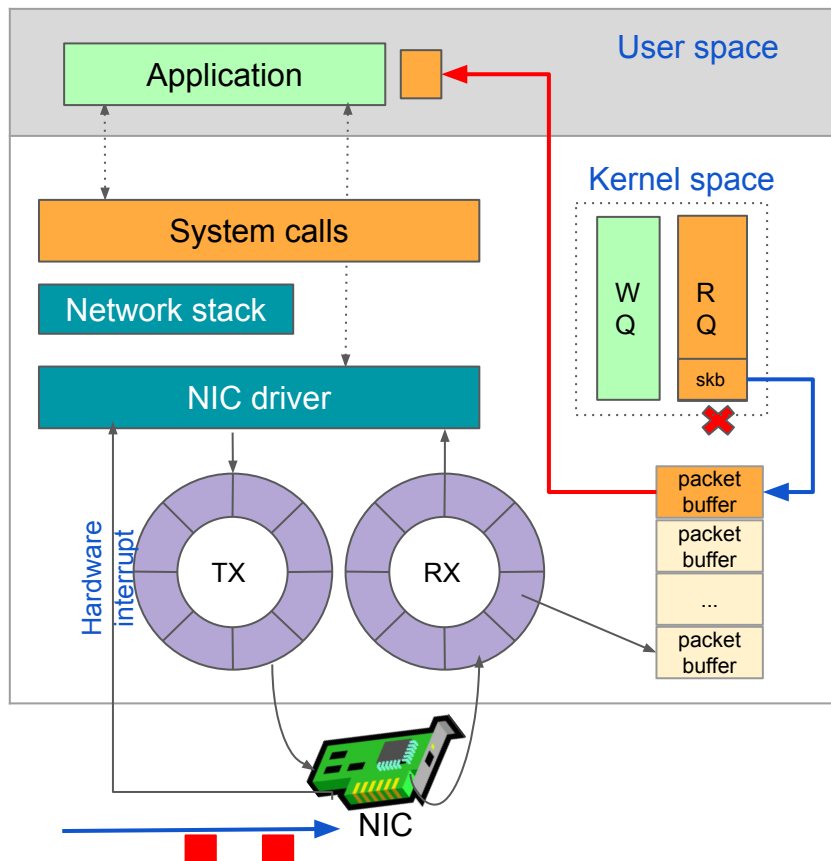 User space
Application
Kernel space
System calls
W
Q
R
Q
Network stack
skb
NIC driver
packet
buffer
packet
buffer
...
packet
buffer
TX
RX
Hardware
interrupt
NIC